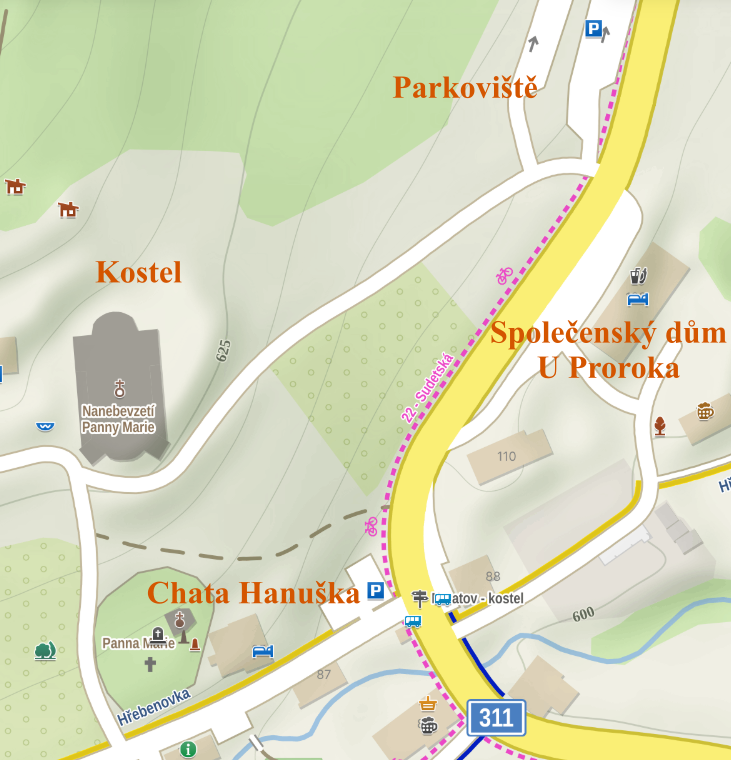 P
Parkoviště
Kostel
Společenský dům
U Proroka
625
22 - Sudetská
Nanebevzetí
Panny Marie
110
88
Chata Hanuška
P
atov - kostel
600
Panna Marie
87
Hřebenovka
311